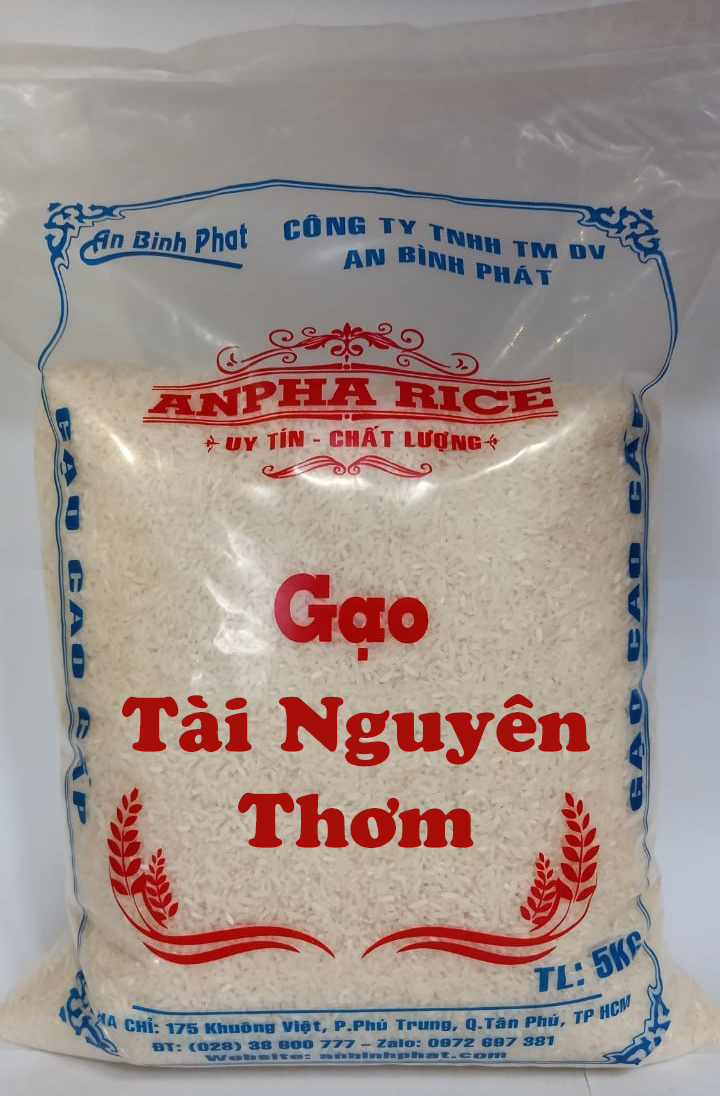 An Binh Phat
CÔNG TY TNHH TM DV
AN BÌNH PHÁT
ANPHA RICE
UY TÍN - CHẤT LƯỢNG
GẠO CAO CẤP
GẠO CAO CẤP
Gạo
Tài Nguyên
Thơm
TL: 5KG
CHỈ: 175 Khuông Việt, P.Phú Trung, Q.Tân Phú, TP HCM
ĐT: (028) 38 600 777 – Zalo: 0972 697 381
Website: anbinhphat.com